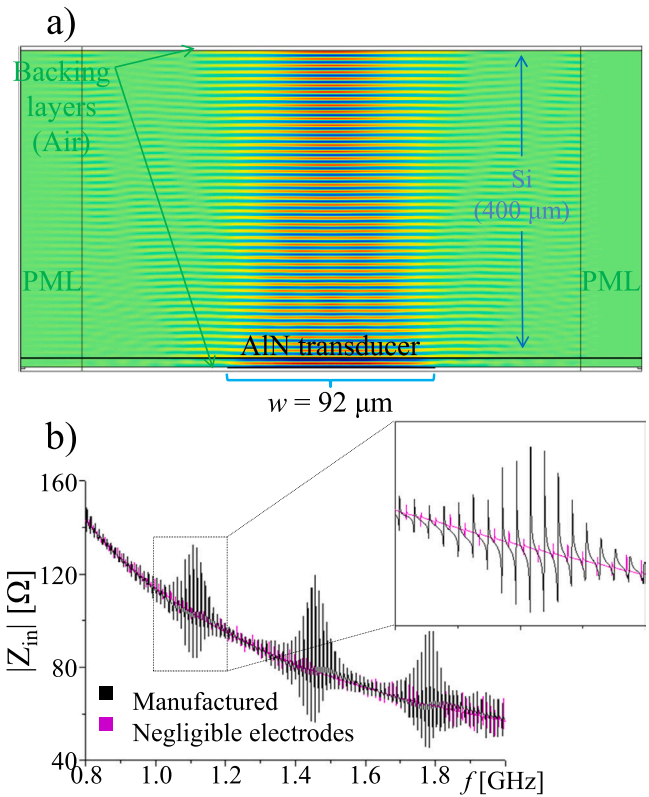 a)
Backing
layers
(Air)
Si
(400 μm)
PML
PML
AlN transducer
w = 92 μm
b)
160
120
80
40
|Zin| [Ω]
Manufactured
Negligible electrodes
0.8
1.0
1.2
1.4
1.6
1.8
f [GHz]